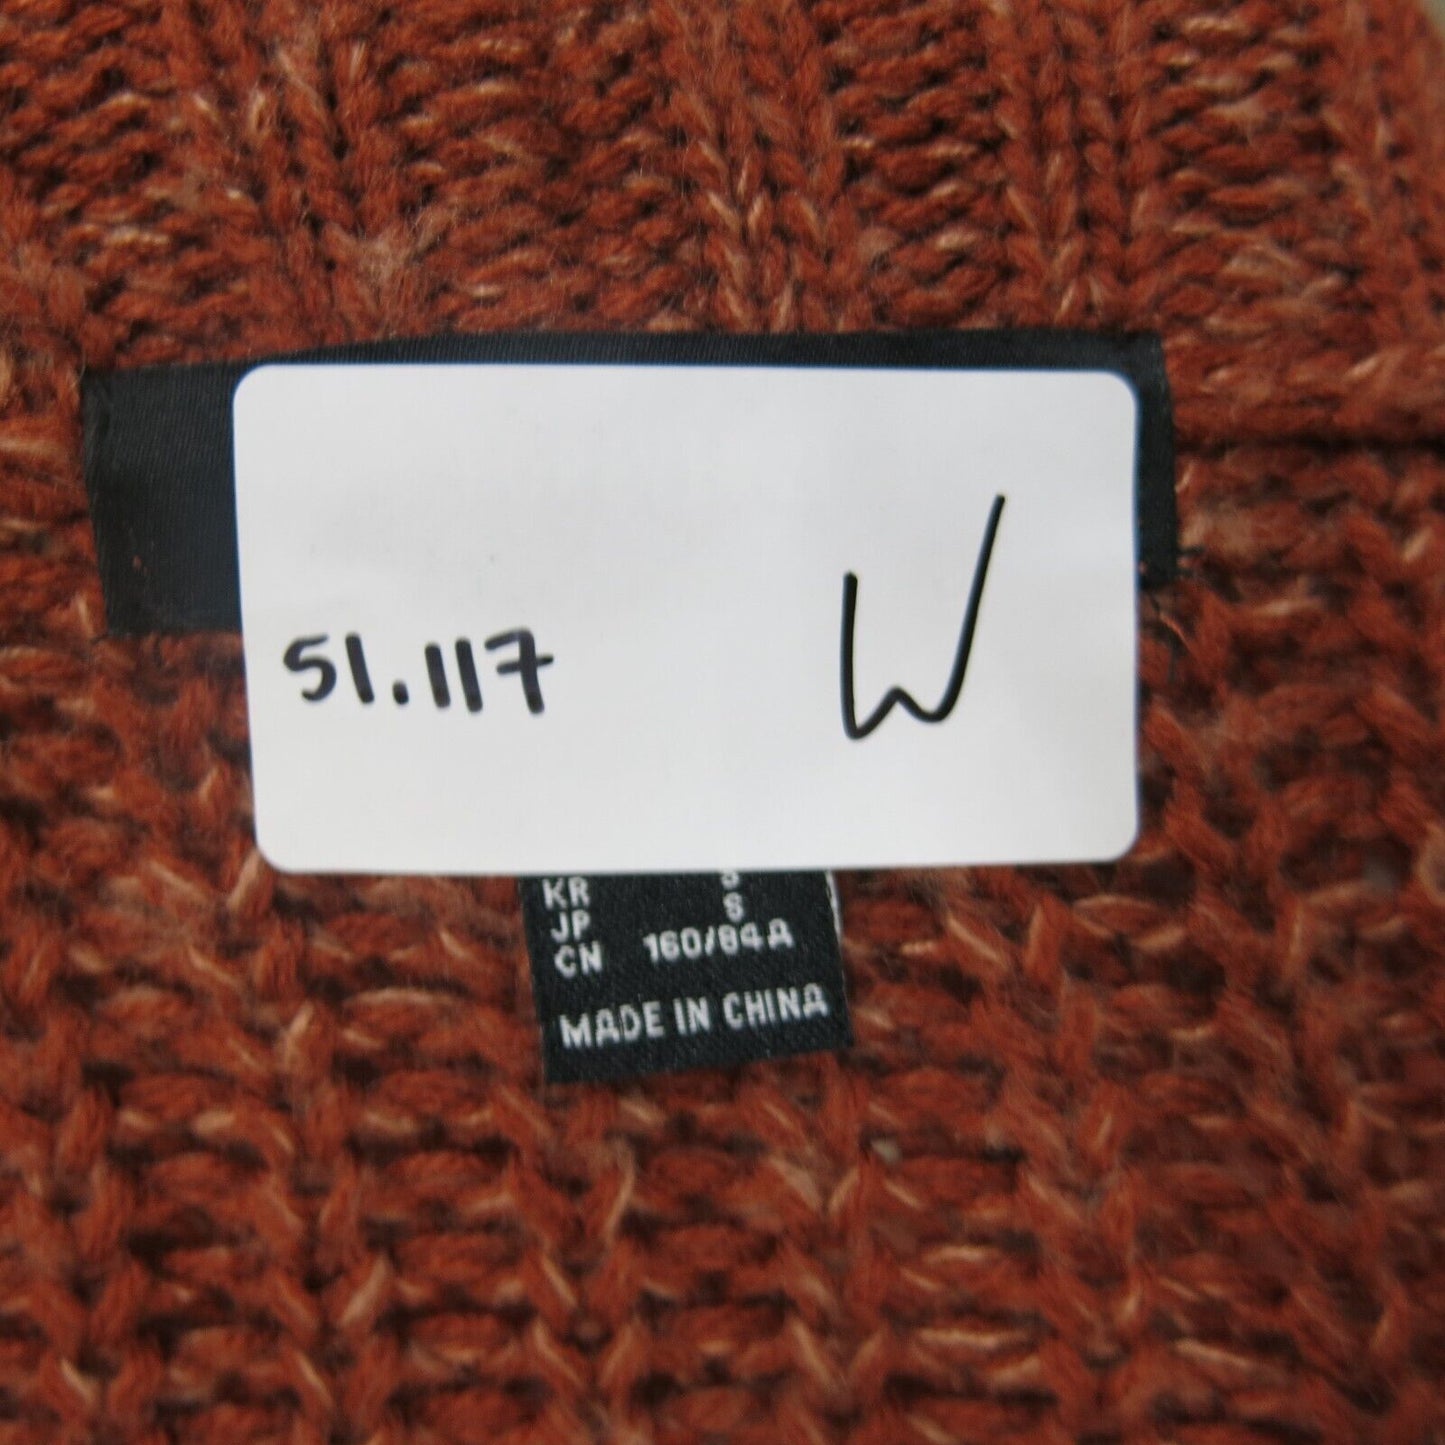 51.117 W
KR S
JP S
CN 160/84A
MADE IN CHINA